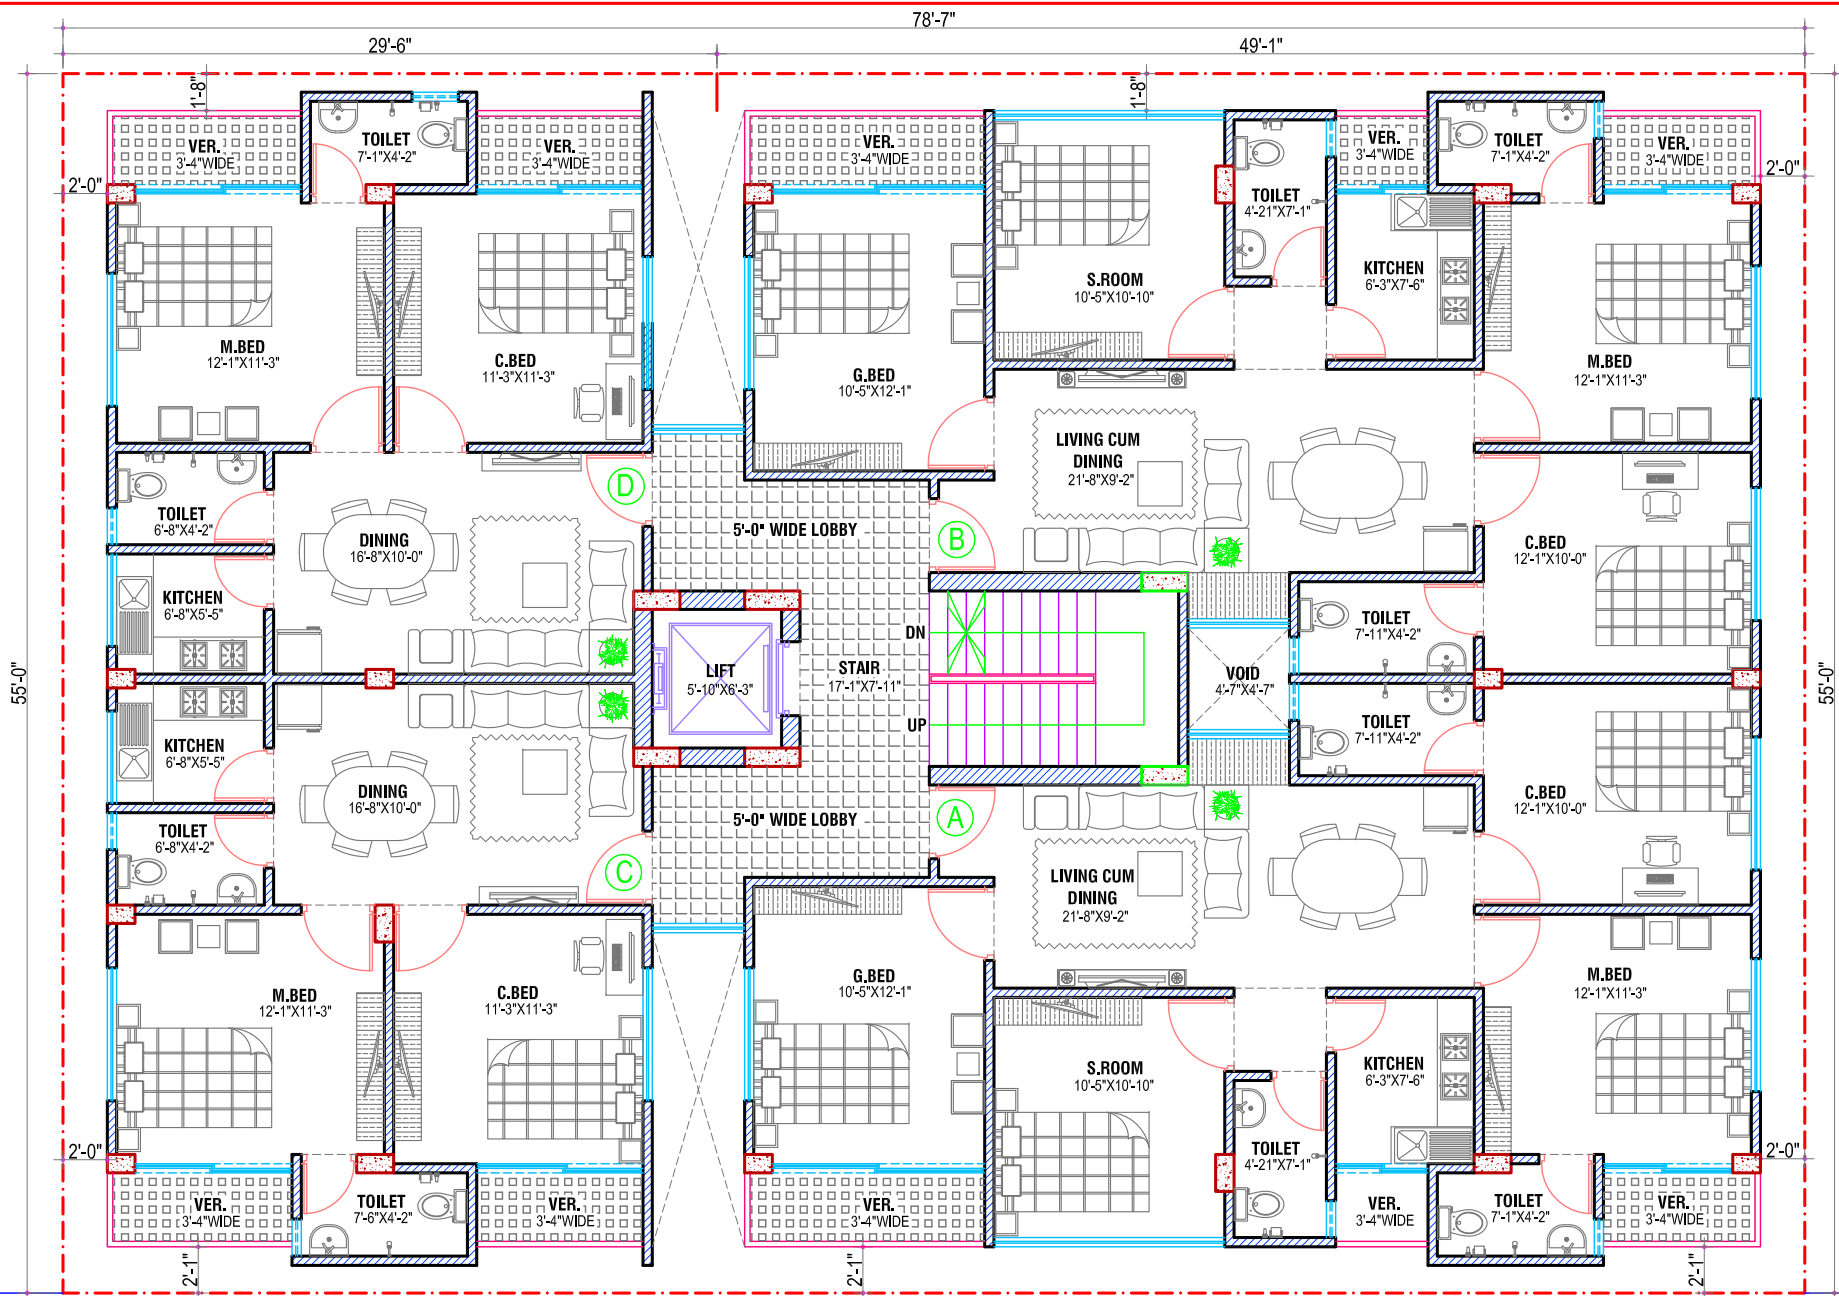 78'-7"
29'-6"
49'-1"
1'-8"
1'-8"
TOILET
7'-1"X4'-2"
VER.
3'-4"WIDE
VER.
3'-4"WIDE
VER.
3'-4"WIDE
VER.
3'-4"WIDE
TOILET
7'-1"X4'-2"
VER.
3'-4"WIDE
2'-0"
2'-0"
TOILET
4'-21"X7'-1"
S.ROOM
10'-5"X10'-10"
KITCHEN
6'-3"X7'-6"
M.BED
12'-1"X11'-3"
C.BED
11'-3"X11'-3"
G.BED
10'-5"X12'-1"
M.BED
12'-1"X11'-3"
LIVING CUM
DINING
21'-8"X9'-2"
D
TOILET
6'-8"X4'-2"
DINING
16'-8"X10'-0"
5'-0" WIDE LOBBY
B
C.BED
12'-1"X10'-0"
KITCHEN
6'-8"X5'-5"
TOILET
7'-11"X4'-2"
DN
LIFT
5'-10"X6'-3"
STAIR
17'-1"X7'-11"
VOID
4'-7"X4'-7"
55'-0"
55'-0"
UP
TOILET
7'-11"X4'-2"
KITCHEN
6'-8"X5'-5"
DINING
16'-8"X10'-0"
C.BED
12'-1"X10'-0"
5'-0" WIDE LOBBY
A
TOILET
6'-8"X4'-2"
C
LIVING CUM
DINING
21'-8"X9'-2"
M.BED
12'-1"X11'-3"
C.BED
11'-3"X11'-3"
G.BED
10'-5"X12'-1"
M.BED
12'-1"X11'-3"
S.ROOM
10'-5"X10'-10"
KITCHEN
6'-3"X7'-6"
2'-0"
2'-0"
TOILET
4'-21"X7'-1"
VER.
3'-4"WIDE
TOILET
7'-6"X4'-2"
VER.
3'-4"WIDE
VER.
3'-4"WIDE
VER.
3'-4"WIDE
TOILET
7'-1"X4'-2"
VER.
3'-4"WIDE
2'-1"
2'-1"
2'-1"